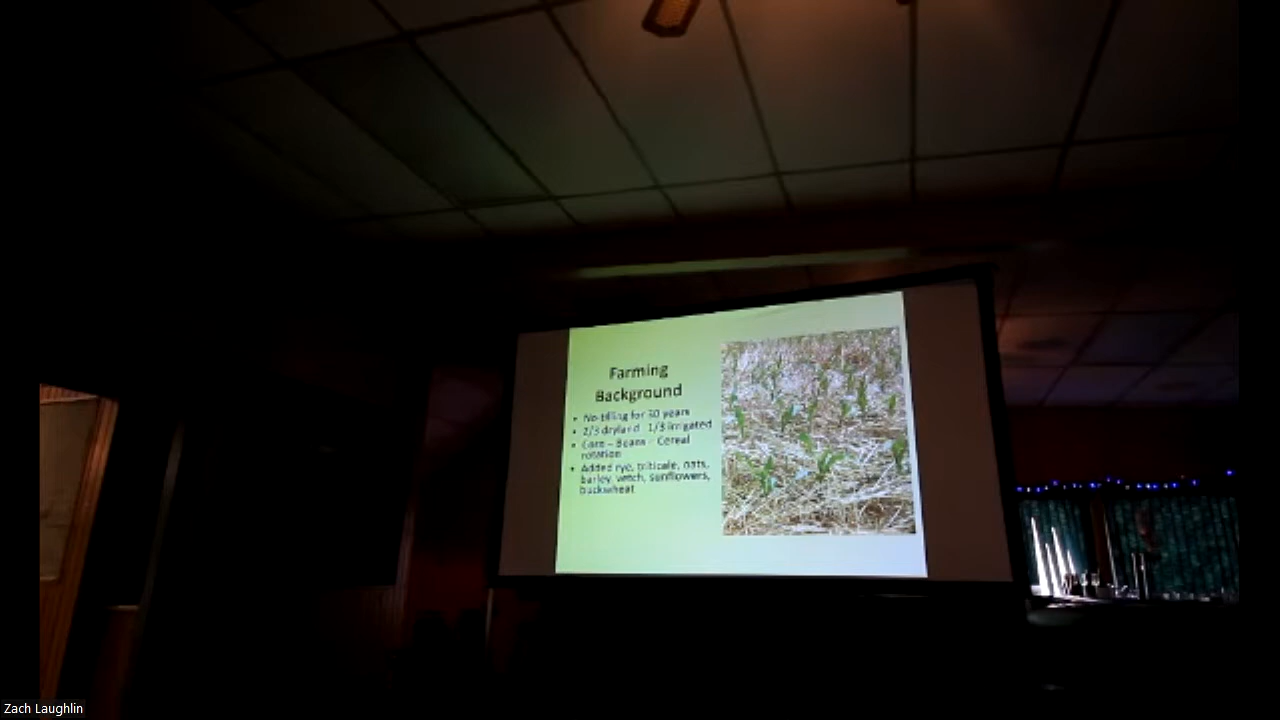 Farming
Background
• No-tilling for 30 years
• 2/3 dryland 1/3 irrigated
• Corn – Beans – Cereal
rotation
• Added rye, triticale, oats,
barley, vetch, sunflowers,
buckwheat
Zach Laughlin